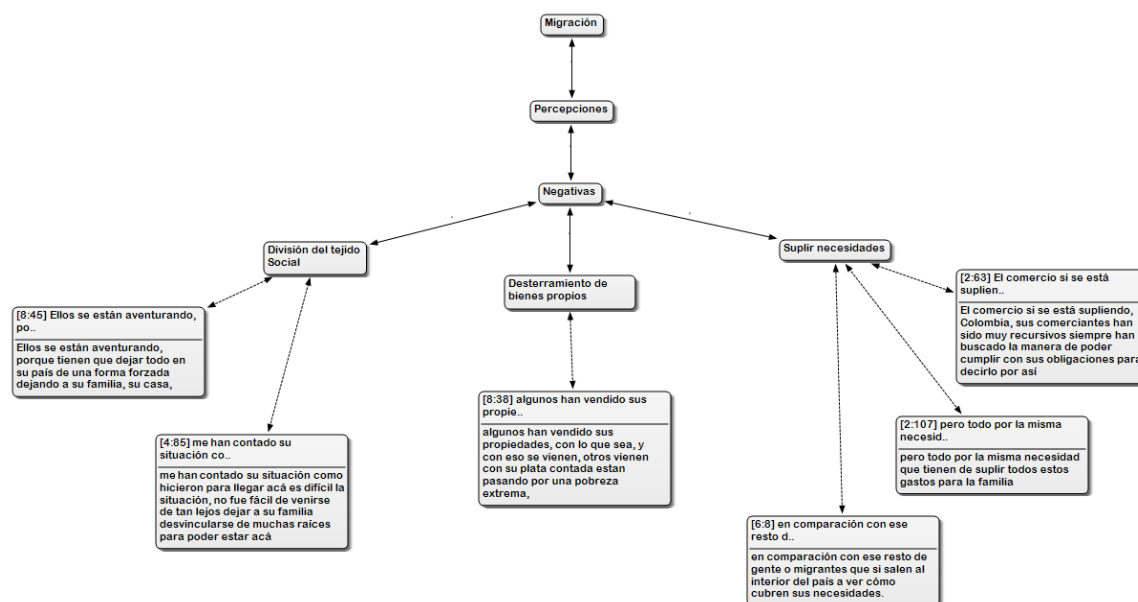 Migración
Percepciones
Negativas
División del tejido
Social
Suplir necesidades
Desterramiento de
bienes propios
[8:45] Ellos se están aventurando,
po..
Ellos se están aventurando,
porque tienen que dejar todo en
su país de una forma forzada
dejando a su familia, su casa,
[4:85] me han contado su
situación co..
me han contado su situación como
hicieron para llegar acá es difícil la
situación, no fue fácil de venirse
de tan lejos dejar a su familia
desvincularse de muchas raíces
para poder estar acá
[8:38] algunos han vendido sus
propie..
algunos han vendido sus
propiedades, con lo que sea, y
con eso se vienen, otros vienen
con su plata contada estan
pasando por una pobreza
extrema,
[2:63] El comercio si se está
suplien..
El comercio si se está supliendo,
Colombia, sus comerciantes han
sido muy recursivos siempre han
buscado la manera de poder
cumplir con sus obligaciones para
decirlo por así
[2:107] pero todo por la misma
necesid..
pero todo por la misma necesidad
que tienen de suplir todos estos
gastos para la familia
[6:8] en comparación con ese
resto d..
en comparación con ese resto de
gente o migrantes que si salen al
interior del país a ver cómo
cubren sus necesidades.